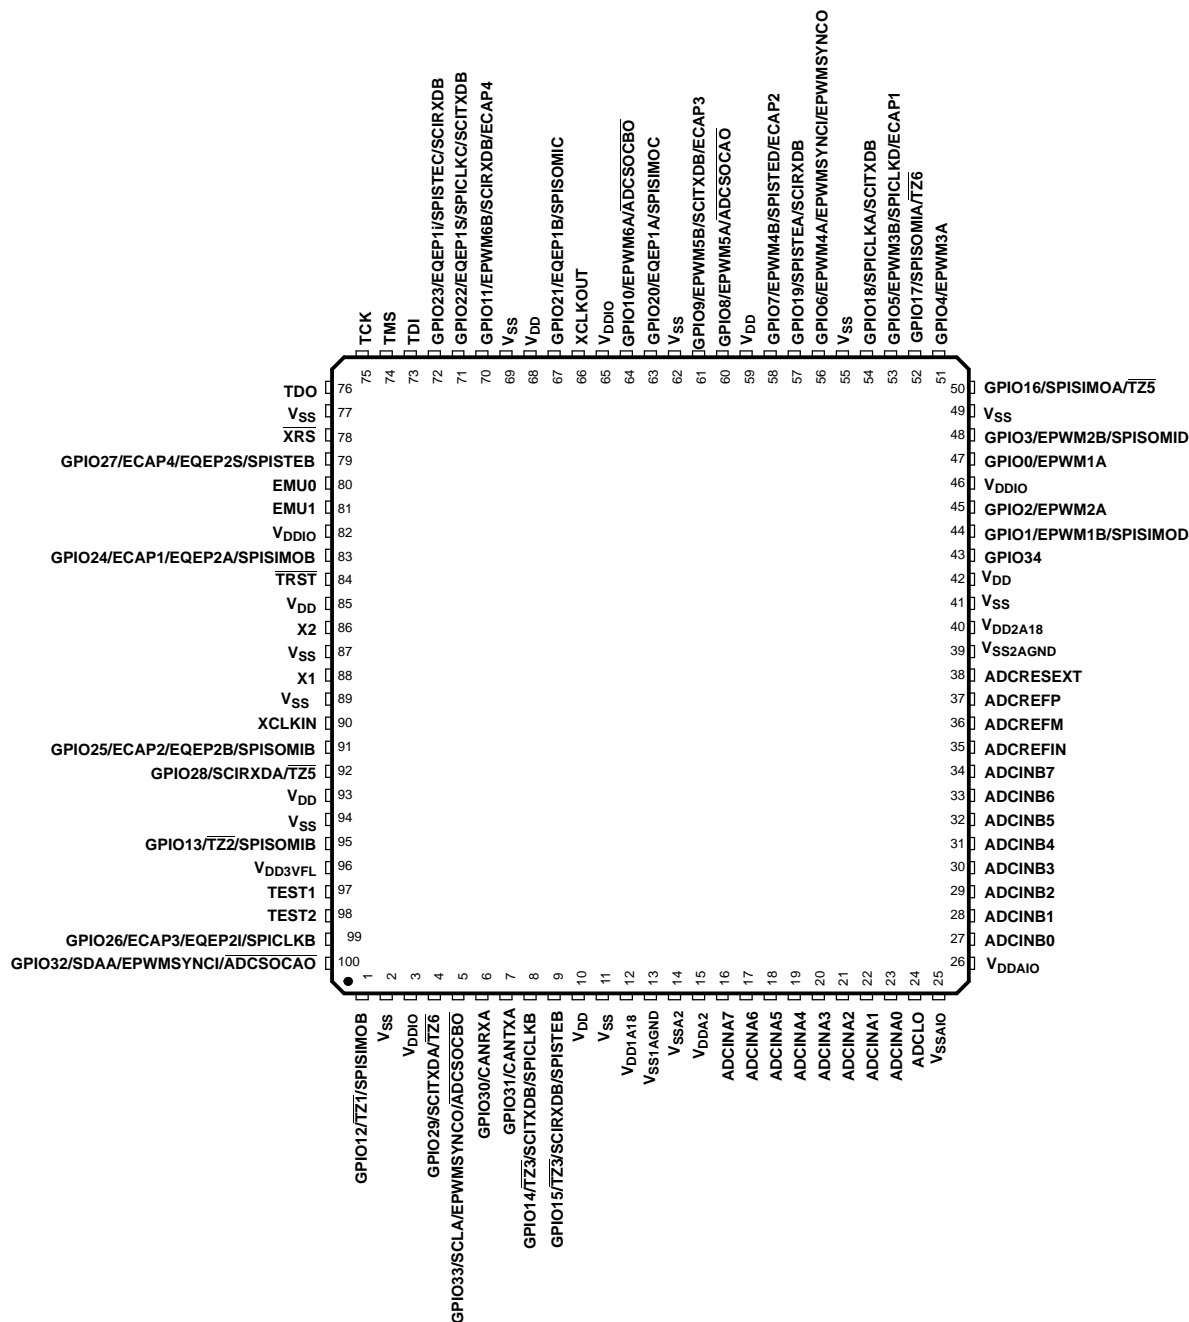 TCK
TMS
TDI
GPIO23/EQEP1i/SPISTEC/SCIRXDB
GPIO22/EQEP1S/SPICLKC/SCITXDB
GPIO11/EPWM6B/SCIRXDB/ECAP4
VSS
VDD
GPIO21/EQEP1B/SPISOMIC
XCLKOUT
VDDIO
GPIO10/EPWM6A/ADCSOCBO
GPIO20/EQEP1A/SPISIMOC
VSS
GPIO9/EPWM5B/SCITXDB/ECAP3
GPIO8/EPWM5A/ADCSOCAO
VDD
GPIO7/EPWM4B/SPISTED/ECAP2
GPIO19/SPISTEA/SCIRXDB
GPIO6/EPWM4A/EPWMSYNCI/EPWMSYNCO
VSS
GPIO18/SPICLKA/SCITXDB
GPIO5/EPWM3B/SPICLKD/ECAP1
GPIO17/SPISOMIA/TZ6
GPIO4/EPWM3A
75 74 73 72 71 70 69 68 67 66 65 64 63 62 61 60 59 58 57 56 55 54 53 52 51
TDO 76
VSS 77
XRS 78
GPIO27/ECAP4/EQEP2S/SPISTEB 79
EMU0 80
EMU1 81
VDDIO 82
GPIO24/ECAP1/EQEP2A/SPISIMOB 83
TRST 84
VDD 85
X2 86
VSS 87
X1 88
VSS 89
XCLKIN 90
GPIO25/ECAP2/EQEP2B/SPISOMIB 91
GPIO28/SCIRXDA/TZ5 92
VDD 93
VSS 94
GPIO13/TZ2/SPISOMIB 95
VDD3VFL 96
TEST1 97
TEST2 98
GPIO26/ECAP3/EQEP2I/SPICLKB 99
GPIO32/SDAA/EPWMSYNCI/ADCSOCAO 100
50 GPIO16/SPISIMOA/TZ5
49 VSS
48 GPIO3/EPWM2B/SPISOMID
47 GPIO0/EPWM1A
46 VDDIO
45 GPIO2/EPWM2A
44 GPIO1/EPWM1B/SPISIMOD
43 GPIO34
42 VDD
41 VSS
40 VDD2A18
39 VSS2AGND
38 ADCRESEXT
37 ADCREFP
36 ADCREFM
35 ADCREFIN
34 ADCINB7
33 ADCINB6
32 ADCINB5
31 ADCINB4
30 ADCINB3
29 ADCINB2
28 ADCINB1
27 ADCINB0
26 VDDAIO
1 2 3 4 5 6 7 8 9 10 11 12 13 14 15 16 17 18 19 20 21 22 23 24 25
GPIO12/TZ1/SPISIMOB
VSS
VDDIO
GPIO29/SCITXDA/TZ6
GPIO33/SCLA/EPWMSYNCO/ADCSOCBO
GPIO30/CANRXA
GPIO31/CANTXA
GPIO14/TZ3/SCITXDB/SPICLKB
GPIO15/TZ3/SCIRXDB/SPISTEB
VDD
VSS
VDD1A18
VSS1AGND
VSSA2
VDDA2
ADCINA7
ADCINA6
ADCINA5
ADCINA4
ADCINA3
ADCINA2
ADCINA1
ADCINA0
ADCLO
VSSAIO